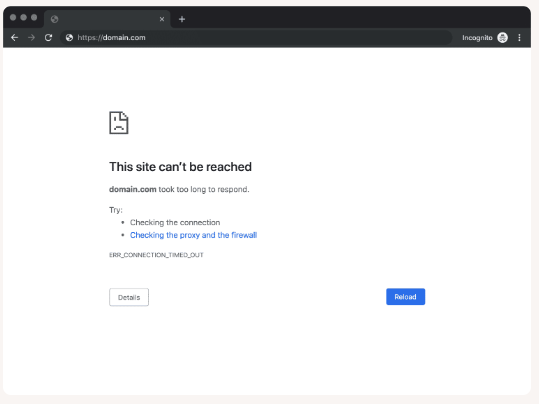 https://domain.com
Incognito
This site can't be reached
domain.com took too long to respond.
Try:
• Checking the connection
• Checking the proxy and the firewall
ERR_CONNECTION_TIMED_OUT
Details
Reload